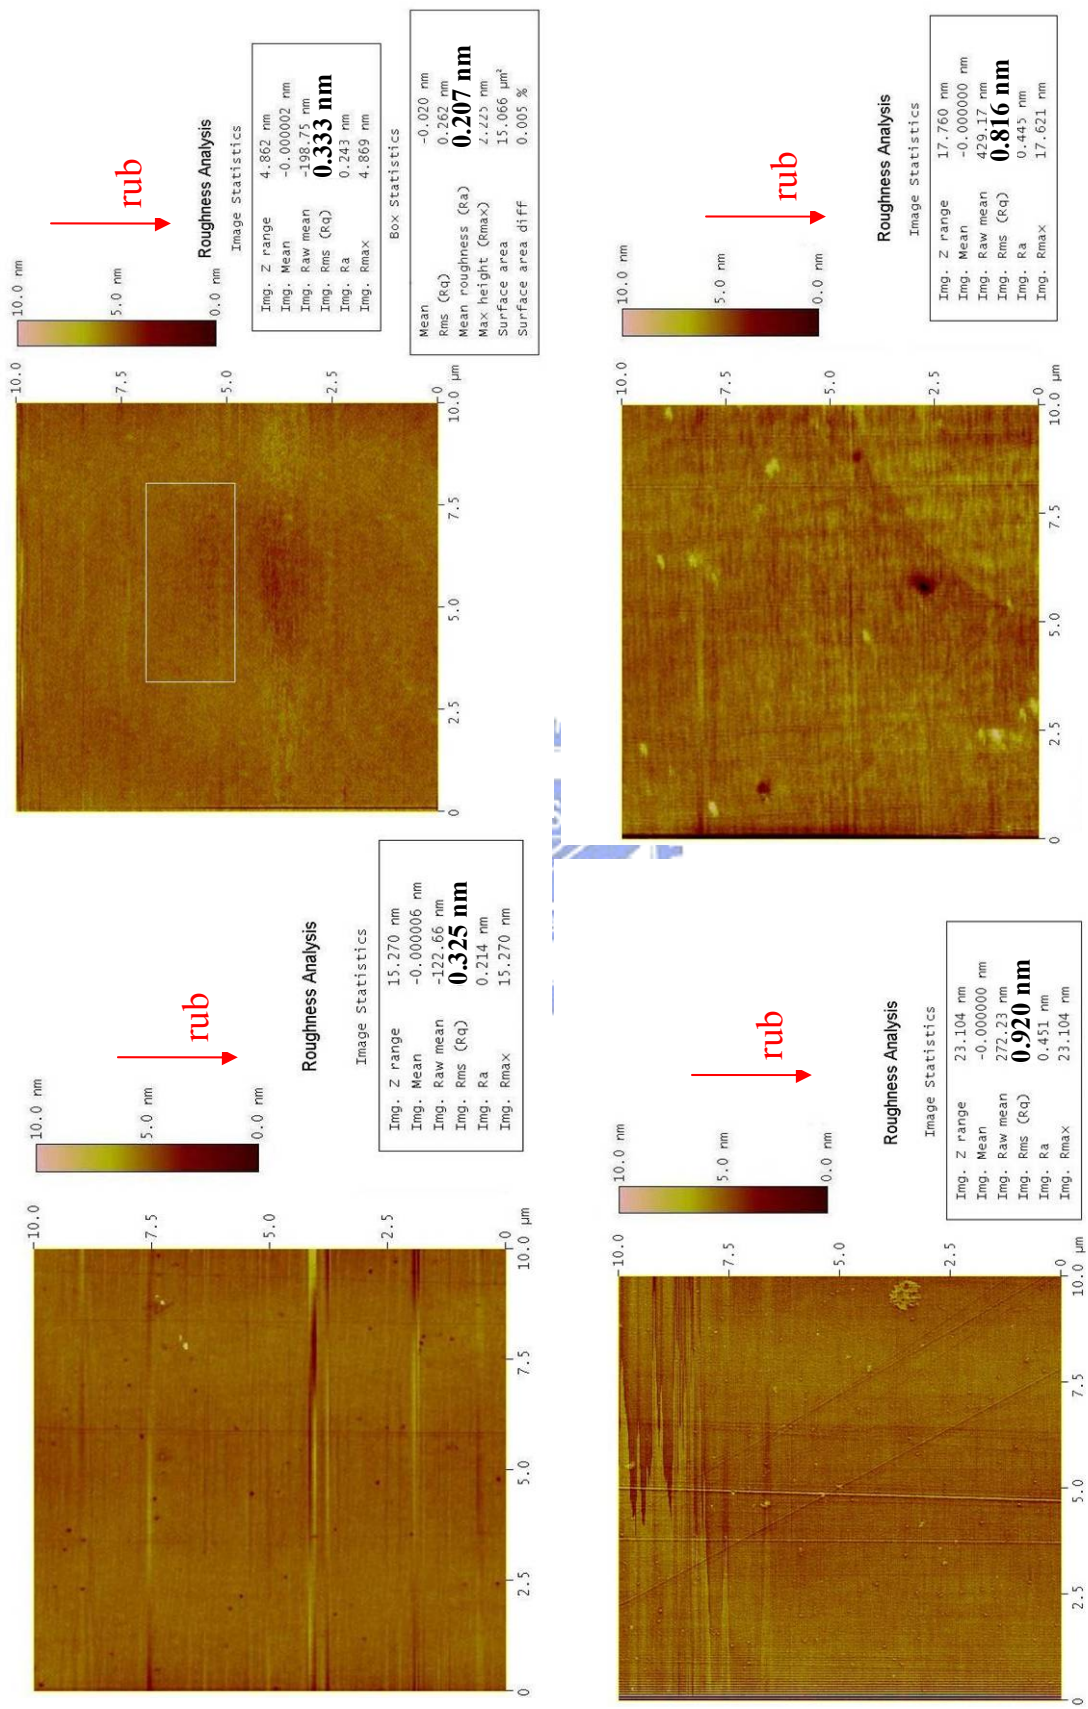 10.0
7.5
5.0
2.5
0
0 2.5 5.0 7.5 10.0 μm
10.0 nm
5.0 nm
0.0 nm
rub
Roughness Analysis
Image Statistics
Img. Z range 15.270 nm
Img. Mean -0.000006 nm
Img. Raw mean -122.66 nm
Img. Rms (Rq) 0.325 nm
Img. Ra 0.214 nm
Img. Rmax 15.270 nm
10.0
7.5
5.0
2.5
0
0 2.5 5.0 7.5 10.0 μm
10.0 nm
5.0 nm
0.0 nm
rub
Roughness Analysis
Image Statistics
Img. Z range 4.862 nm
Img. Mean -0.000002 nm
Img. Raw mean -198.75 nm
Img. Rms (Rq) 0.333 nm
Img. Ra 0.243 nm
Img. Rmax 4.869 nm
Box Statistics
Mean -0.020 nm
Rms (Rq) 0.262 nm
Mean roughness (Ra) 0.207 nm
Max height (Rmax) 2.225 nm
Surface area 15.066 μm²
Surface area diff 0.005 %
10.0
7.5
5.0
2.5
0
0 2.5 5.0 7.5 10.0 μm
10.0 nm
5.0 nm
0.0 nm
rub
Roughness Analysis
Image Statistics
Img. Z range 23.104 nm
Img. Mean -0.000000 nm
Img. Raw mean 272.23 nm
Img. Rms (Rq) 0.920 nm
Img. Ra 0.451 nm
Img. Rmax 23.104 nm
10.0
7.5
5.0
2.5
0
0 2.5 5.0 7.5 10.0 μm
10.0 nm
5.0 nm
0.0 nm
rub
Roughness Analysis
Image Statistics
Img. Z range 17.760 nm
Img. Mean -0.000000 nm
Img. Raw mean 429.17 nm
Img. Rms (Rq) 0.816 nm
Img. Ra 0.445 nm
Img. Rmax 17.621 nm